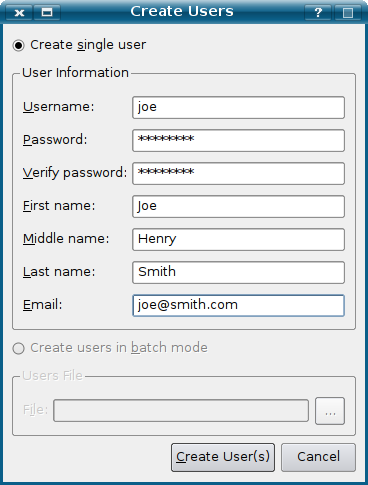 Create Users ?
Create single user
User Information
Username: joe
Password: ********
Verify password: ********
First name: Joe
Middle name: Henry
Last name: Smith
Email: joe@smith.com
Create users in batch mode
Users File
File: ...
Create User(s) Cancel